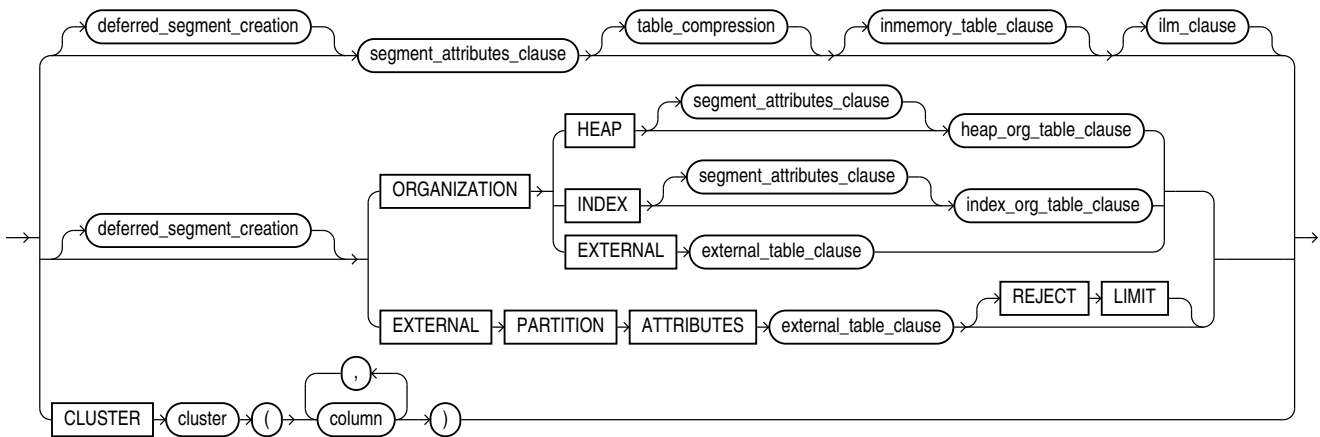 deferred_segment_creation table_compression inmemory_table_clause ilm_clause
segment_attributes_clause
segment_attributes_clause
HEAP heap_org_table_clause
segment_attributes_clause
ORGANIZATION
INDEX index_org_table_clause
deferred_segment_creation
EXTERNAL external_table_clause
REJECT LIMIT
EXTERNAL PARTITION ATTRIBUTES external_table_clause
,
CLUSTER cluster ( column )